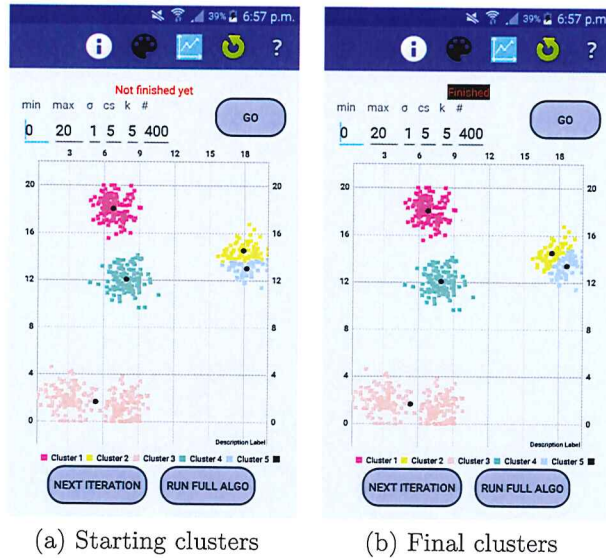 39% 6:57 p.m.
i
?
Not finished yet
min max σ cs k #
GO
0 20 1 5 5 400
3 6 9 12 15 18
20 20
16 16
12 12
8 8
4 4
0 0
Description Label
Cluster 1 Cluster 2 Cluster 3 Cluster 4 Cluster 5
NEXT ITERATION RUN FULL ALGO
(a) Starting clusters
39% 6:57 p.m.
i
?
Finished
min max σ cs k #
GO
0 20 1 5 5 400
3 6 9 12 15 18
20 20
16 16
12 12
8 8
4 4
0 0
Description Label
Cluster 1 Cluster 2 Cluster 3 Cluster 4 Cluster 5
NEXT ITERATION RUN FULL ALGO
(b) Final clusters